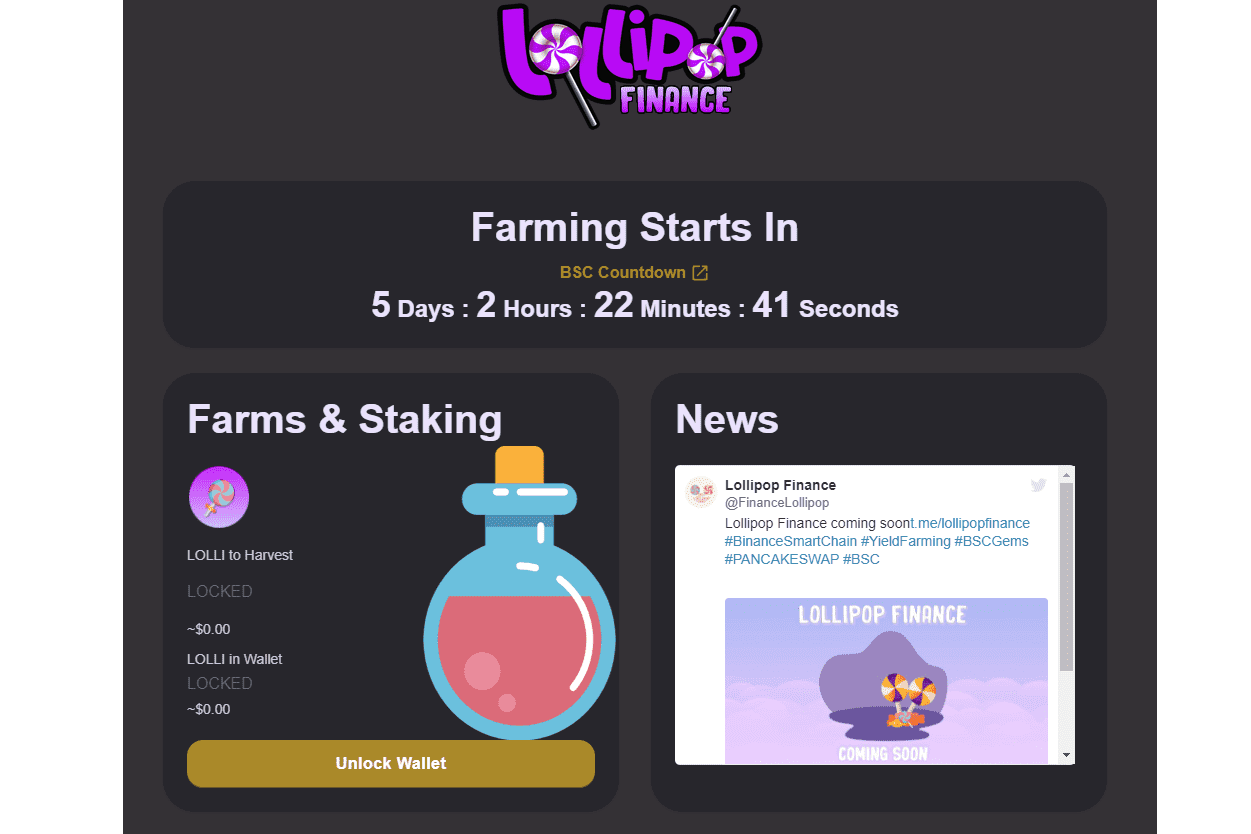 LolliPoP
FINANCE
Farming Starts In
BSC Countdown
5 Days : 2 Hours : 22 Minutes : 41 Seconds
Farms & Staking
LOLLI to Harvest
LOCKED
~$0.00
LOLLI in Wallet
LOCKED
~$0.00
Unlock Wallet
News
Lollipop Finance
@FinanceLollipop
Lollipop Finance coming soont.me/lollipopfinance
#BinanceSmartChain #YieldFarming #BSCGems
#PANCAKESWAP #BSC
LOLLIPOP FINANCE
COMING SOON